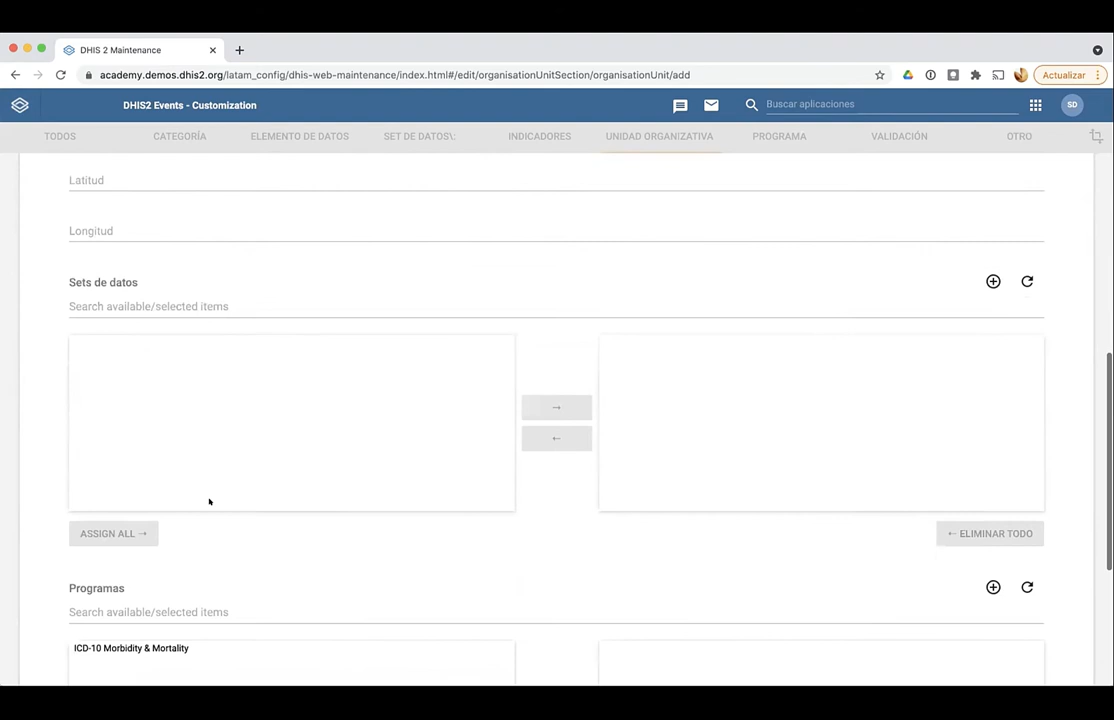 DHIS 2 Maintenance
academy.demos.dhis2.org/latam_config/dhis-web-maintenance/index.html#/edit/organisationUnitSection/organisationUnit/add
Actualizar
DHIS2 Events - Customization
Buscar aplicaciones
SD
TODOS
CATEGORÍA
ELEMENTO DE DATOS
SET DE DATOS\:
INDICADORES
UNIDAD ORGANIZATIVA
PROGRAMA
VALIDACIÓN
OTRO
Latitud
Longitud
Sets de datos
Search available/selected items
→
←
ASSIGN ALL →
← ELIMINAR TODO
Programas
Search available/selected items
ICD-10 Morbidity & Mortality